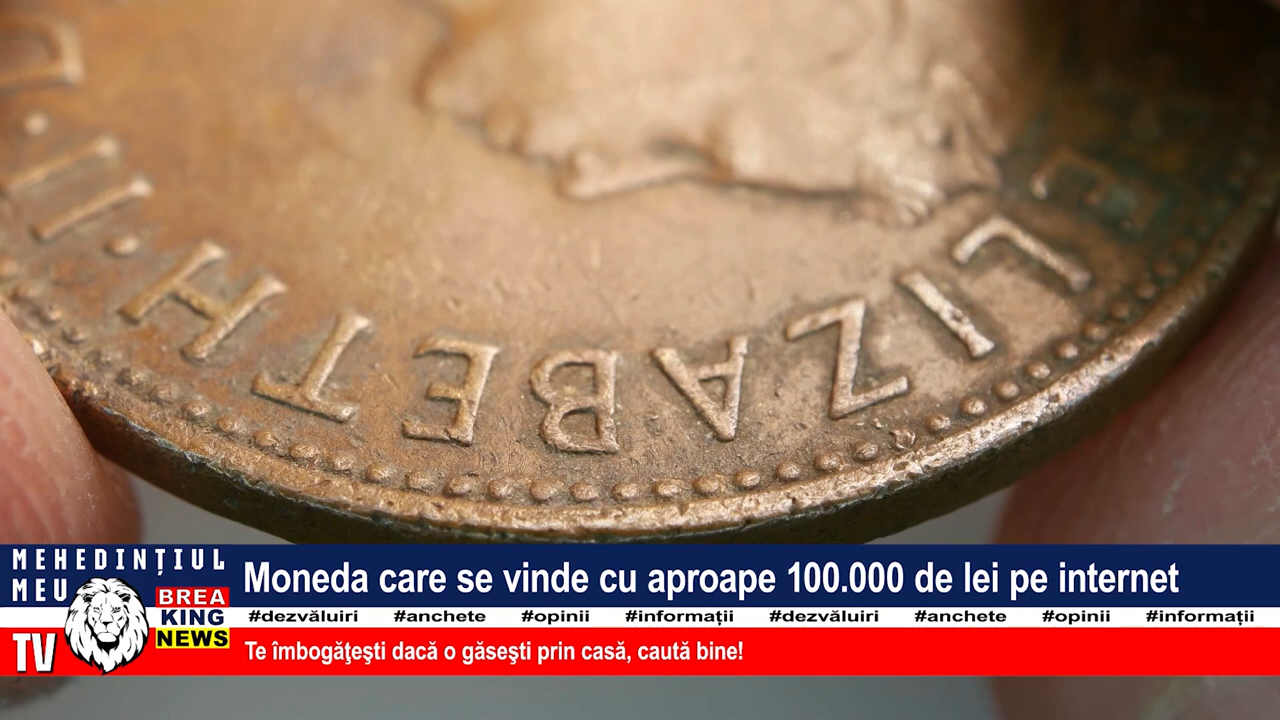 ELIZABETH·II·D
MEHEDINȚIUL
MEU
TV
BREA
KING
NEWS
Moneda care se vinde cu aproape 100.000 de lei pe internet
#dezvăluiri #anchete #opinii #informații #dezvăluiri #anchete #opinii #informații
Te îmbogăţeşti dacă o găseşti prin casă, caută bine!